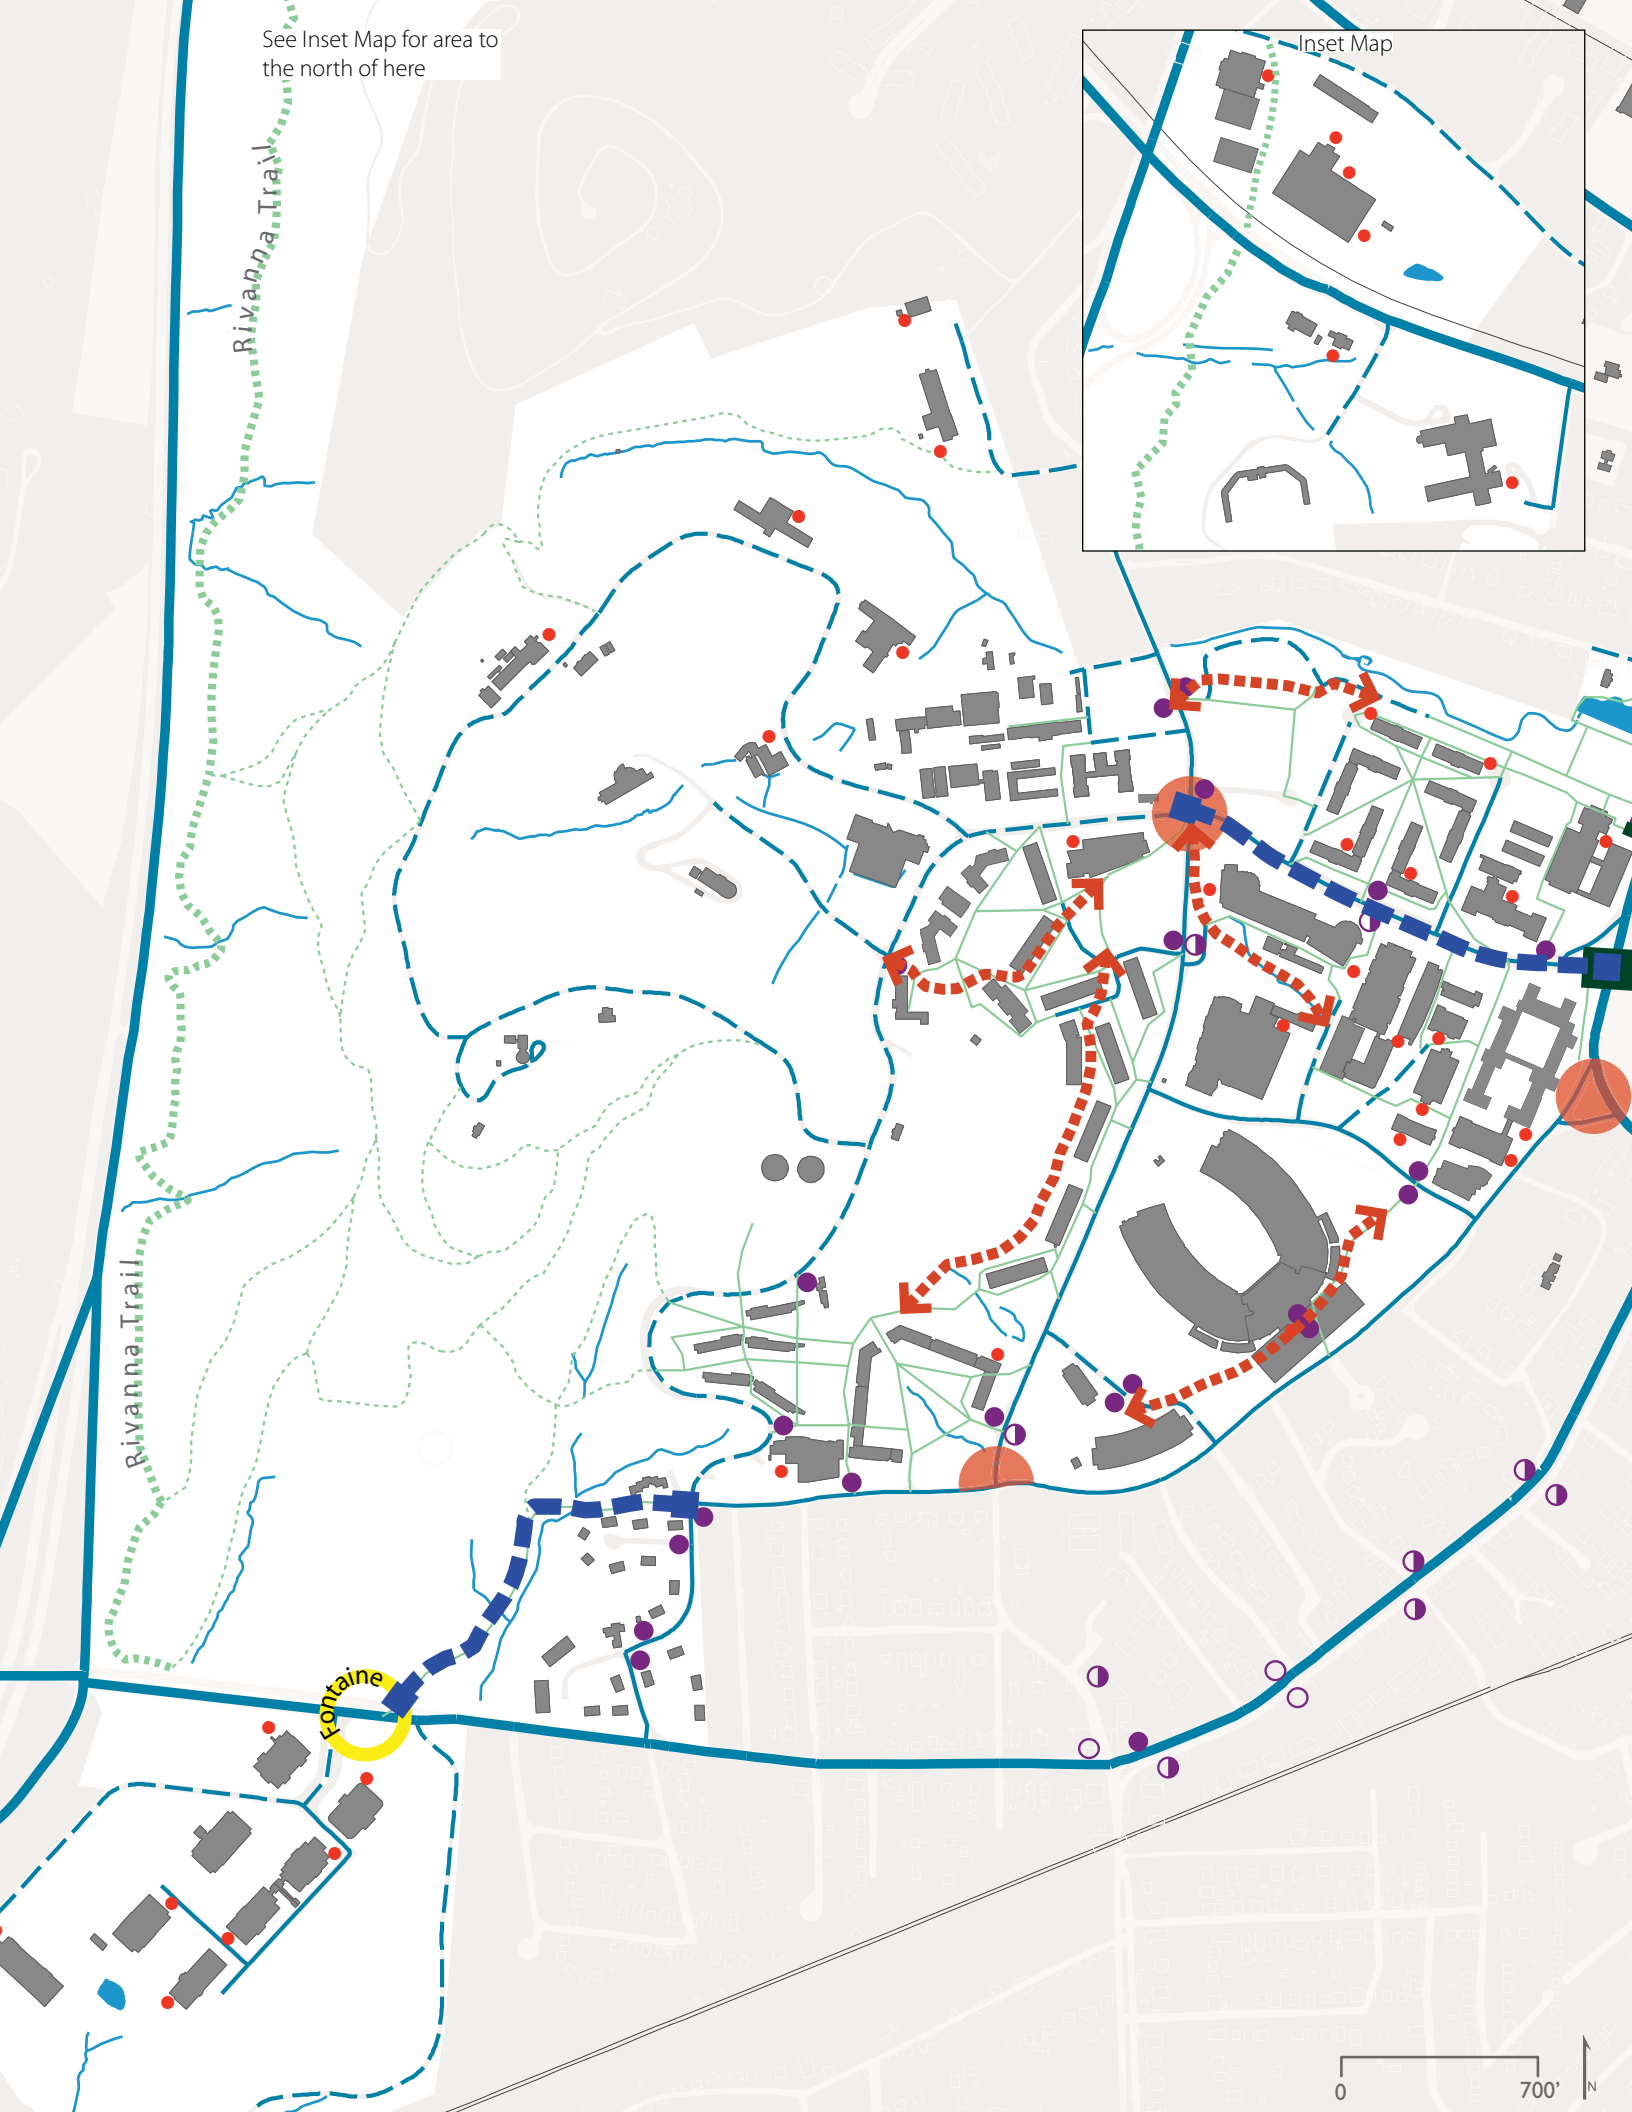 See Inset Map for area to
the north of here
Inset Map
Rivanna Trail
Rivanna Trail
Fontaine
0 700'
N